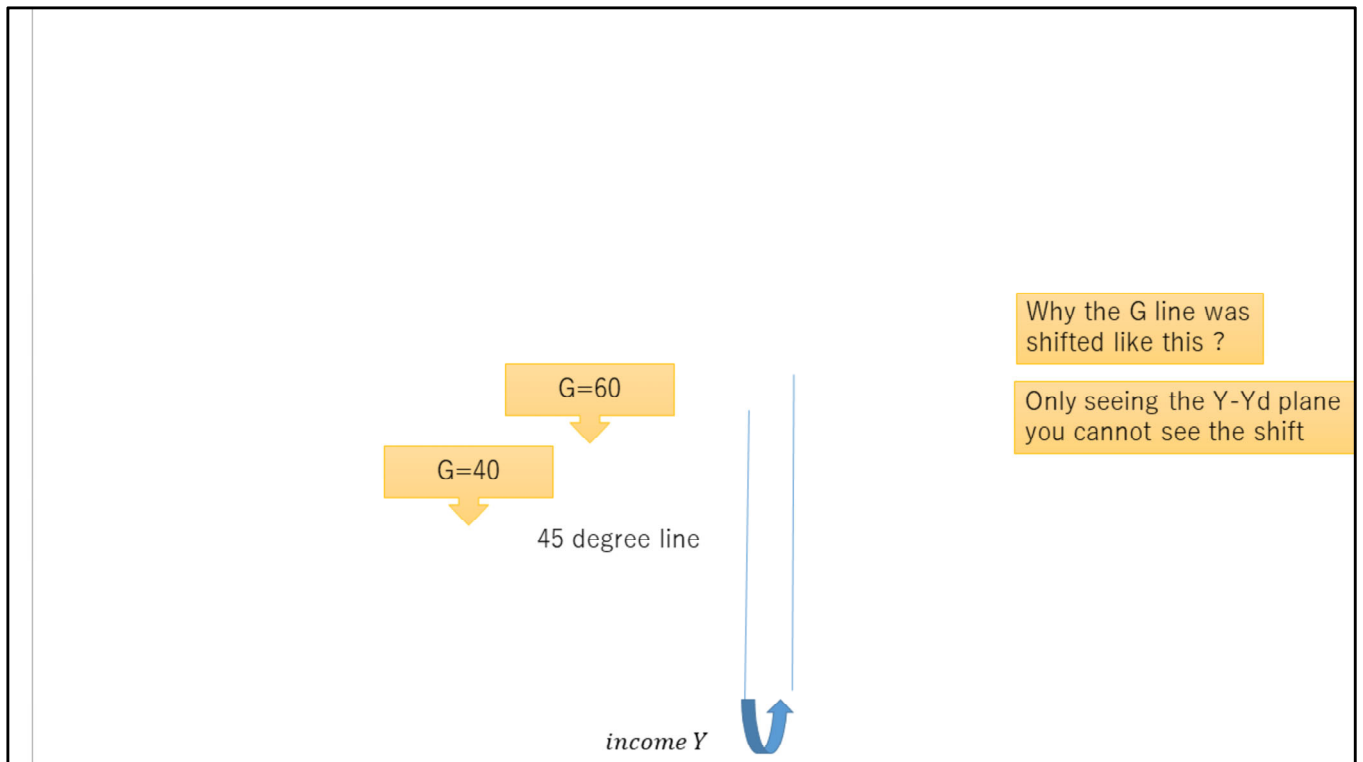 Why the G line was
shifted like this ?
G=60
Only seeing the Y-Yd plane
you cannot see the shift
G=40
45 degree line
income Y